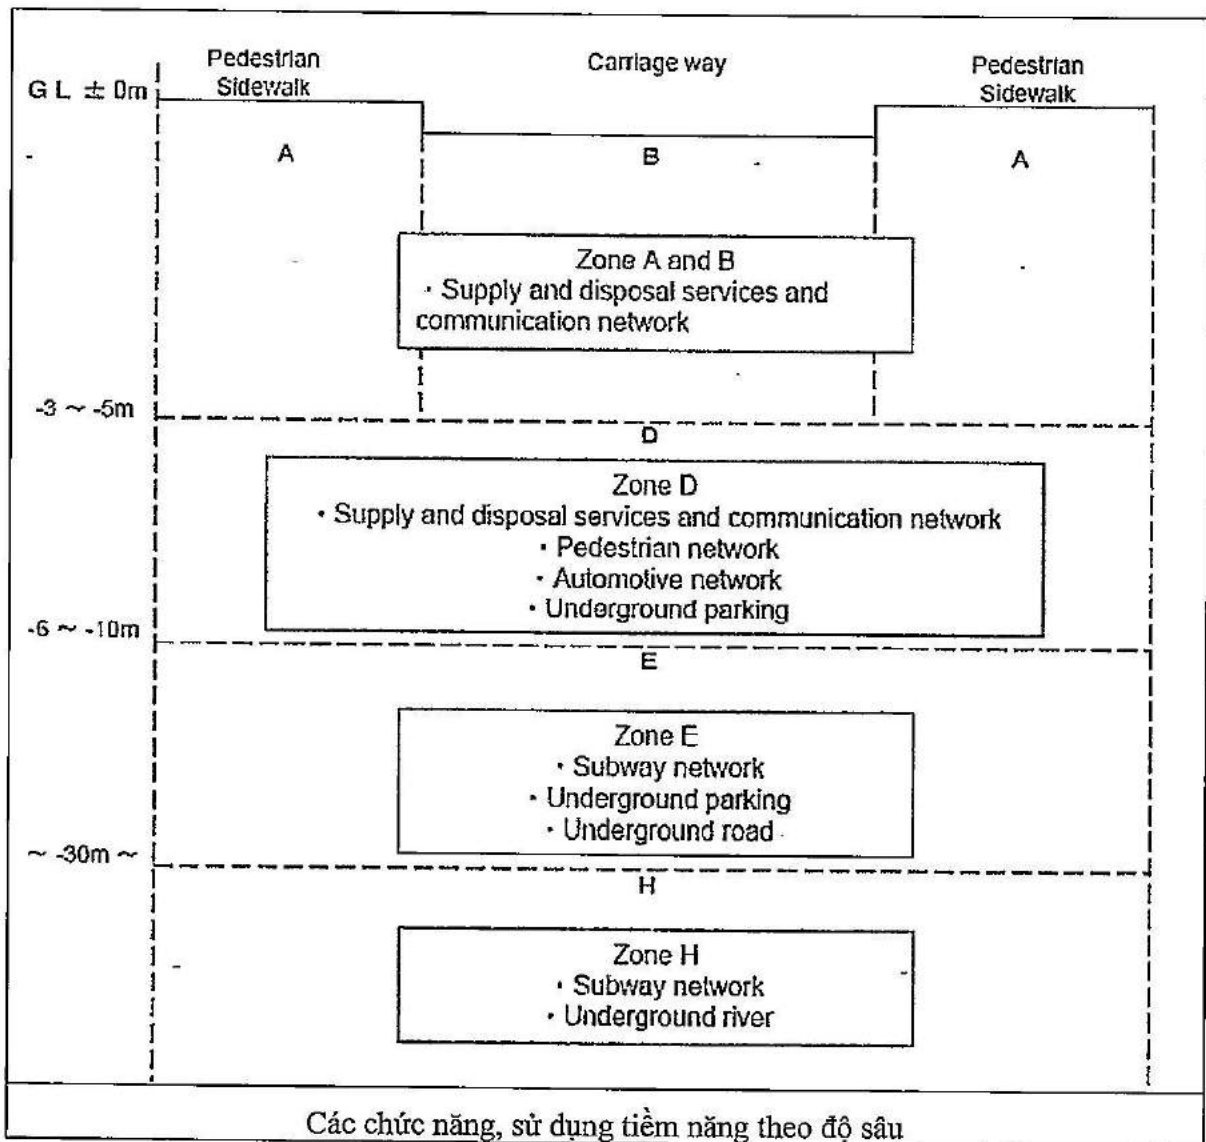 Pedestrian
Sidewalk
Carriage way
Pedestrian
Sidewalk
G L ± 0m
A
B
A
Zone A and B
・Supply and disposal services and
communication network
-3 ~ -5m
D
Zone D
・Supply and disposal services and communication network
・Pedestrian network
・Automotive network
・Underground parking
-6 ~ -10m
E
Zone E
・Subway network
・Underground parking
・Underground road
~ -30m ~
H
Zone H
・Subway network
・Underground river
Các chức năng, sử dụng tiềm năng theo độ sâu